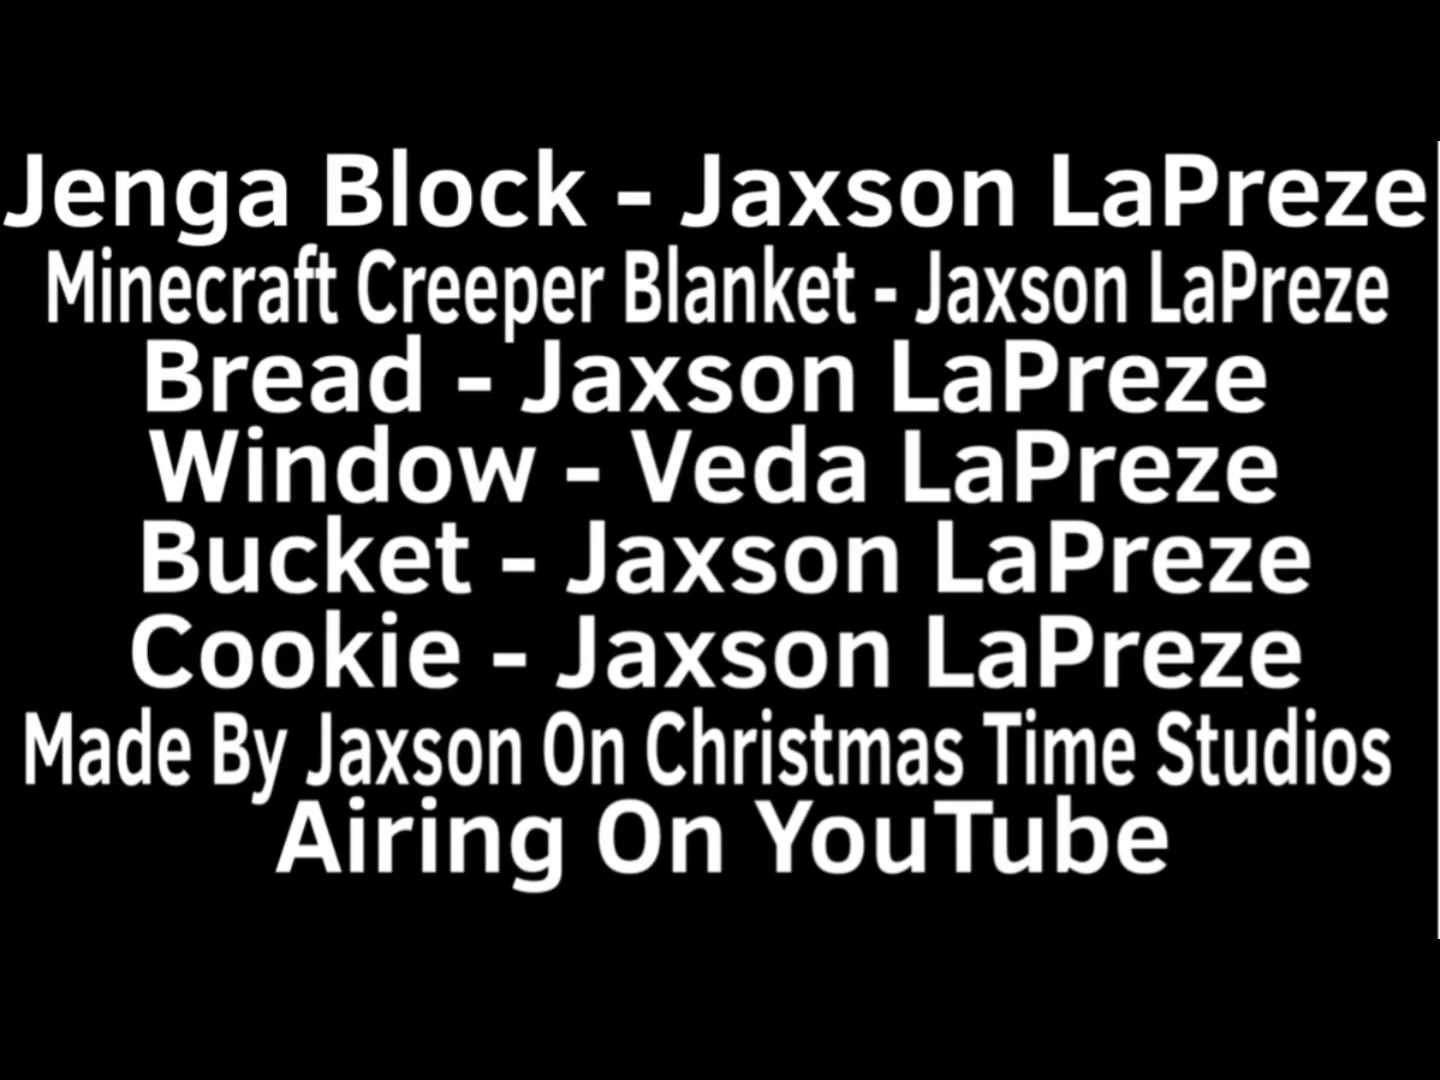 Jenga Block - Jaxson LaPreze
Minecraft Creeper Blanket - Jaxson LaPreze
Bread - Jaxson LaPreze
Window - Veda LaPreze
Bucket - Jaxson LaPreze
Cookie - Jaxson LaPreze
Made By Jaxson On Christmas Time Studios
Airing On YouTube